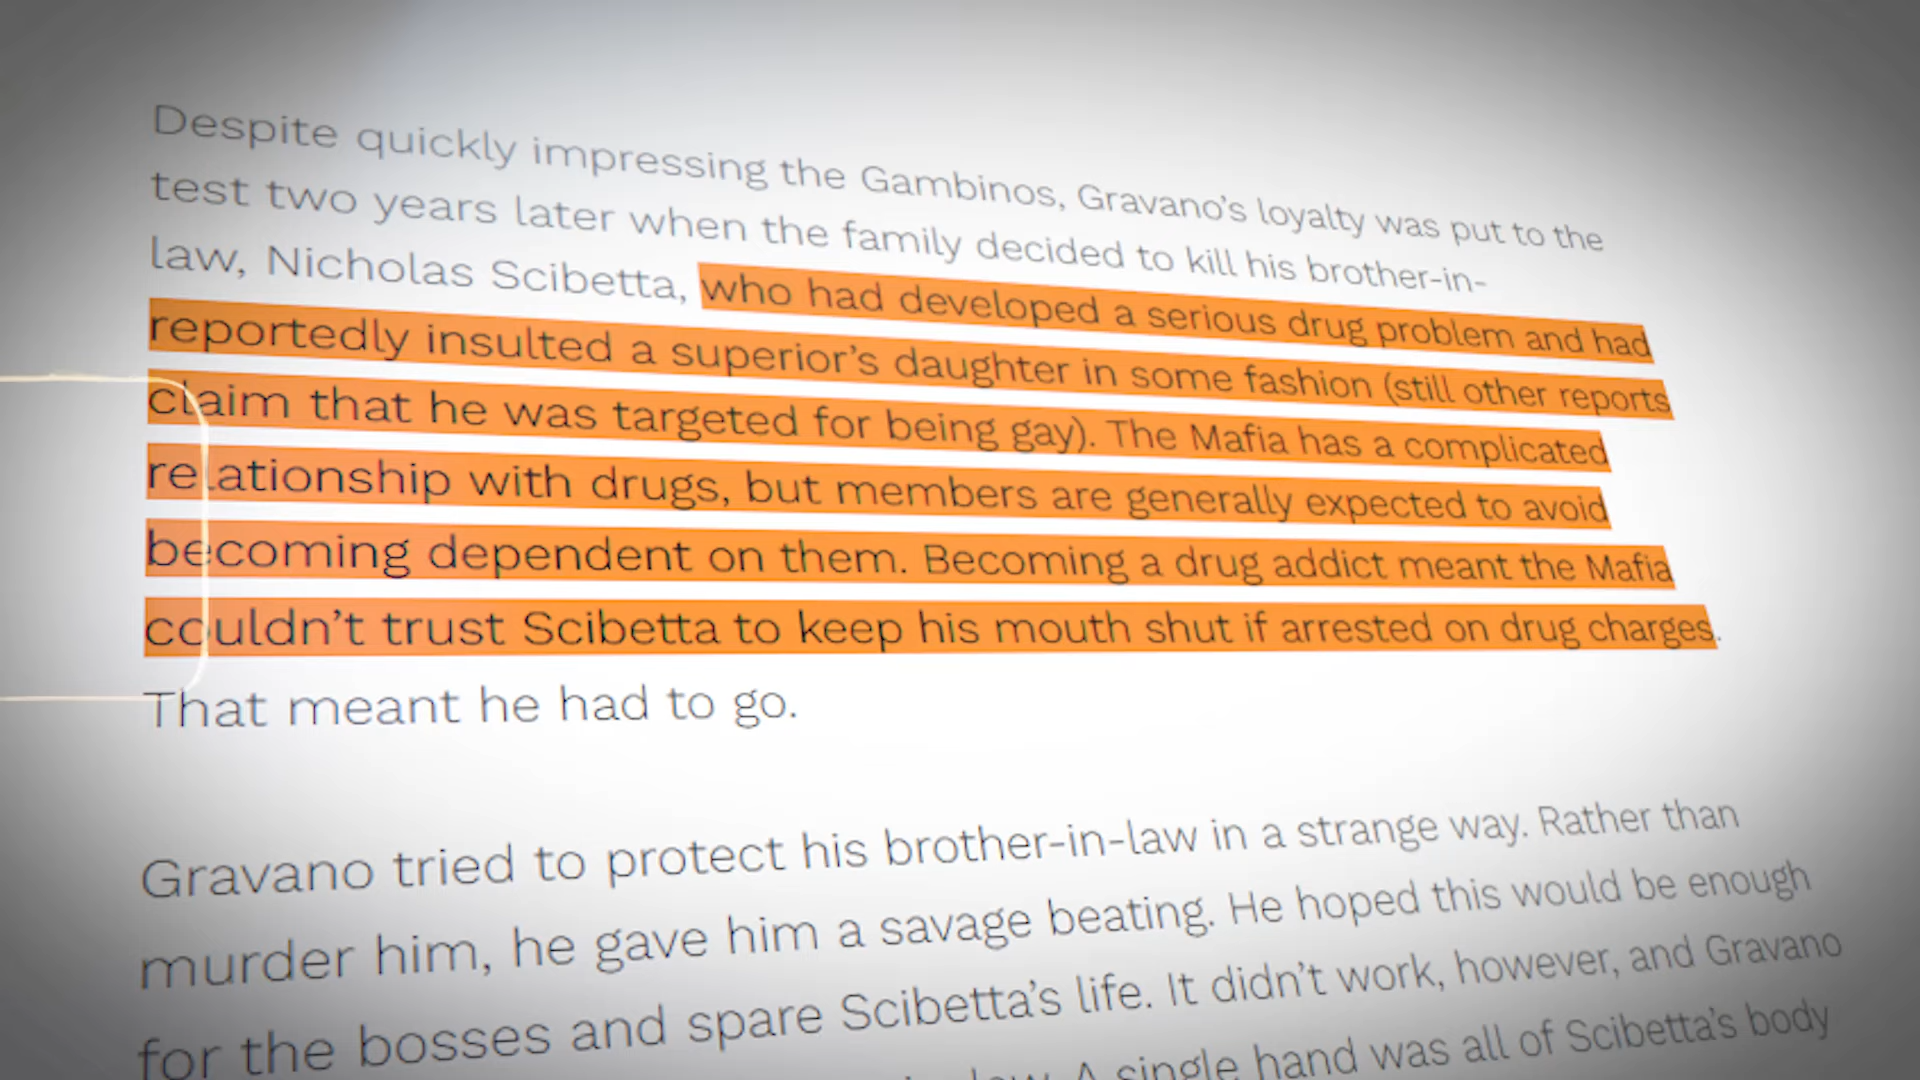 Despite quickly impressing the Gambinos, Gravano’s loyalty was put to the
test two years later when the family decided to kill his brother-in-
law, Nicholas Scibetta, who had developed a serious drug problem and had
reportedly insulted a superior’s daughter in some fashion (still other reports
claim that he was targeted for being gay). The Mafia has a complicated
relationship with drugs, but members are generally expected to avoid
becoming dependent on them. Becoming a drug addict meant the Mafia
couldn’t trust Scibetta to keep his mouth shut if arrested on drug charges.
That meant he had to go.
Gravano tried to protect his brother-in-law in a strange way. Rather than
murder him, he gave him a savage beating. He hoped this would be enough
for the bosses and spare Scibetta’s life. It didn’t work, however, and Gravano
A single hand was all of Scibetta’s body